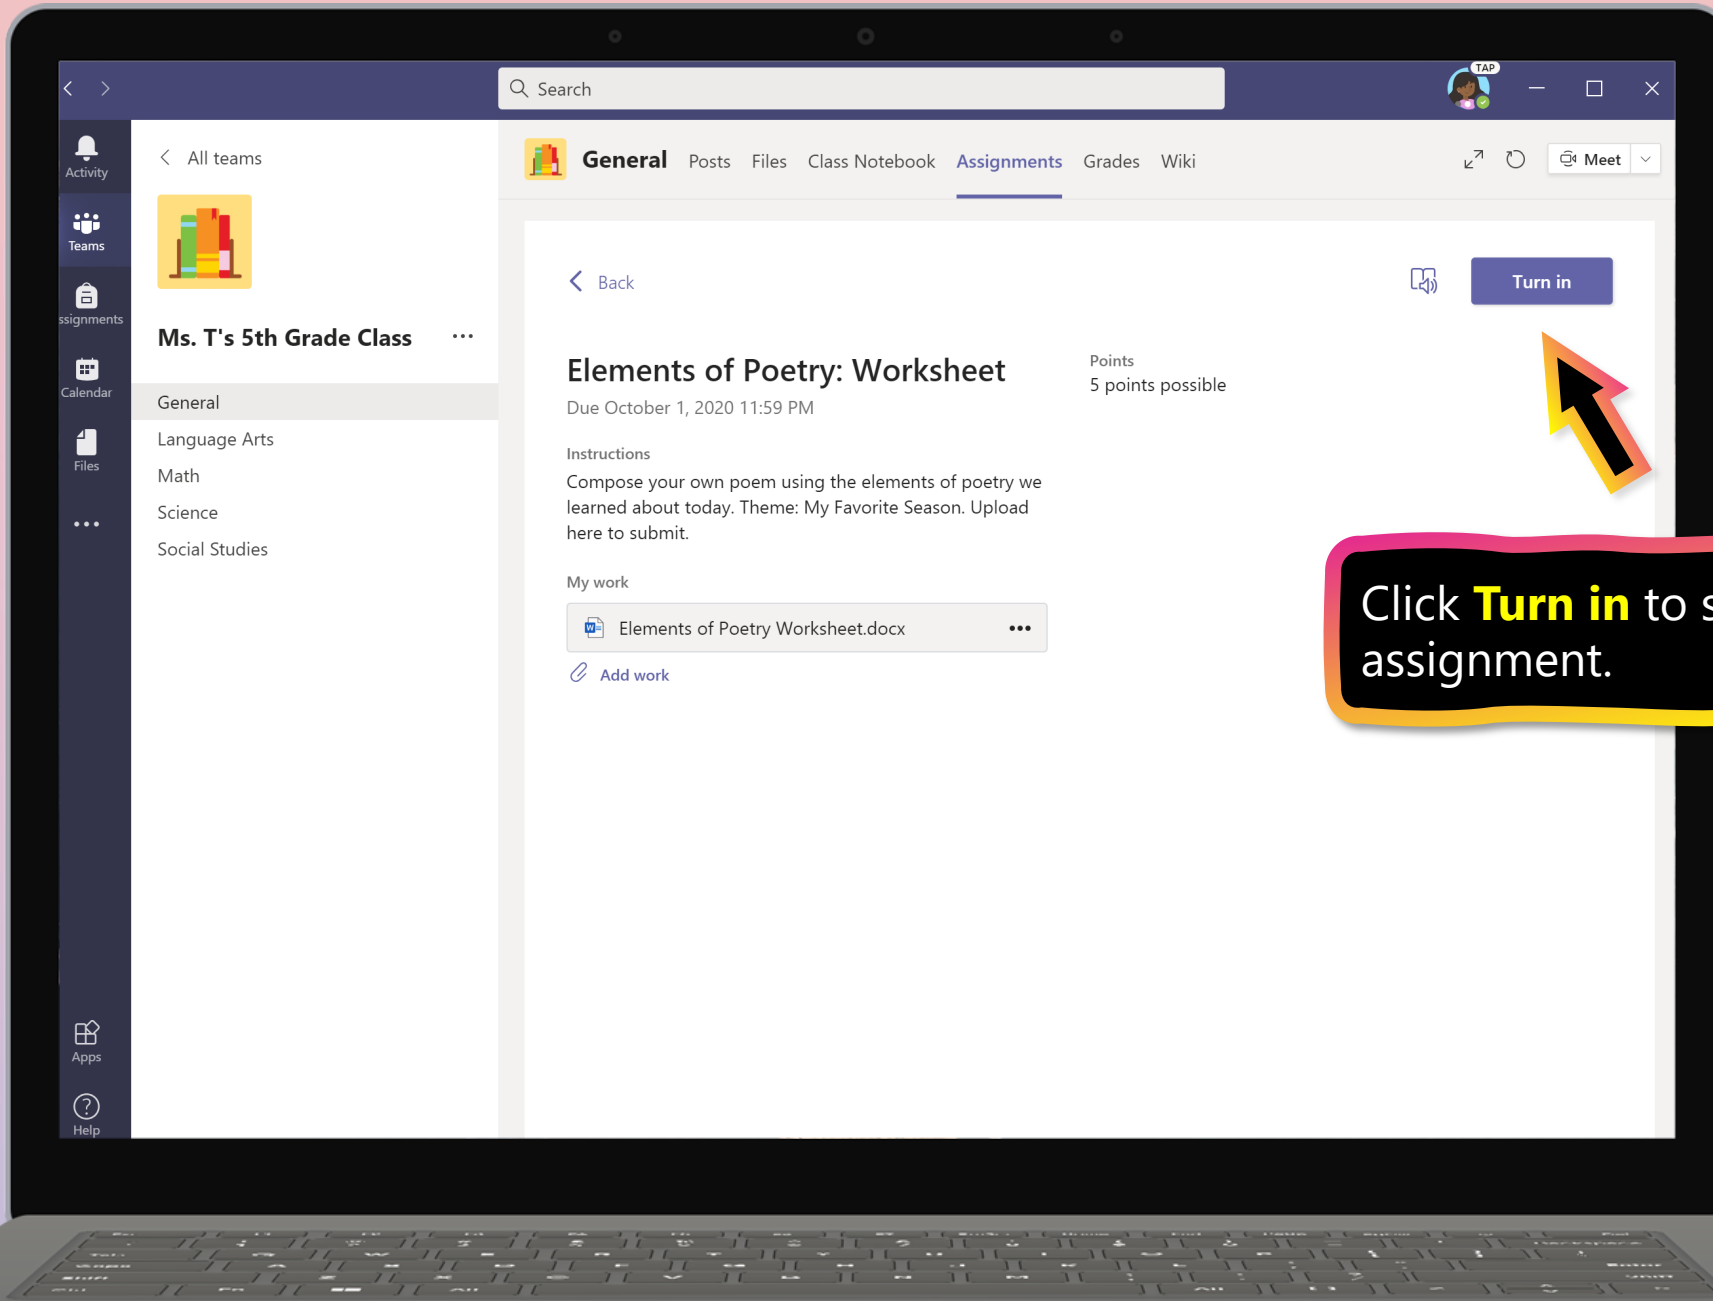 Search
TAP
Activity
Teams
ssignments
Calendar
Files
Apps
Help
All teams
Ms. T's 5th Grade Class
General
Language Arts
Math
Science
Social Studies
General Posts Files Class Notebook Assignments Grades Wiki
Meet
Back
Turn in
Elements of Poetry: Worksheet
Due October 1, 2020 11:59 PM
Points
5 points possible
Instructions
Compose your own poem using the elements of poetry we
learned about today. Theme: My Favorite Season. Upload
here to submit.
My work
Elements of Poetry Worksheet.docx
Add work
Click Turn in to s
assignment.